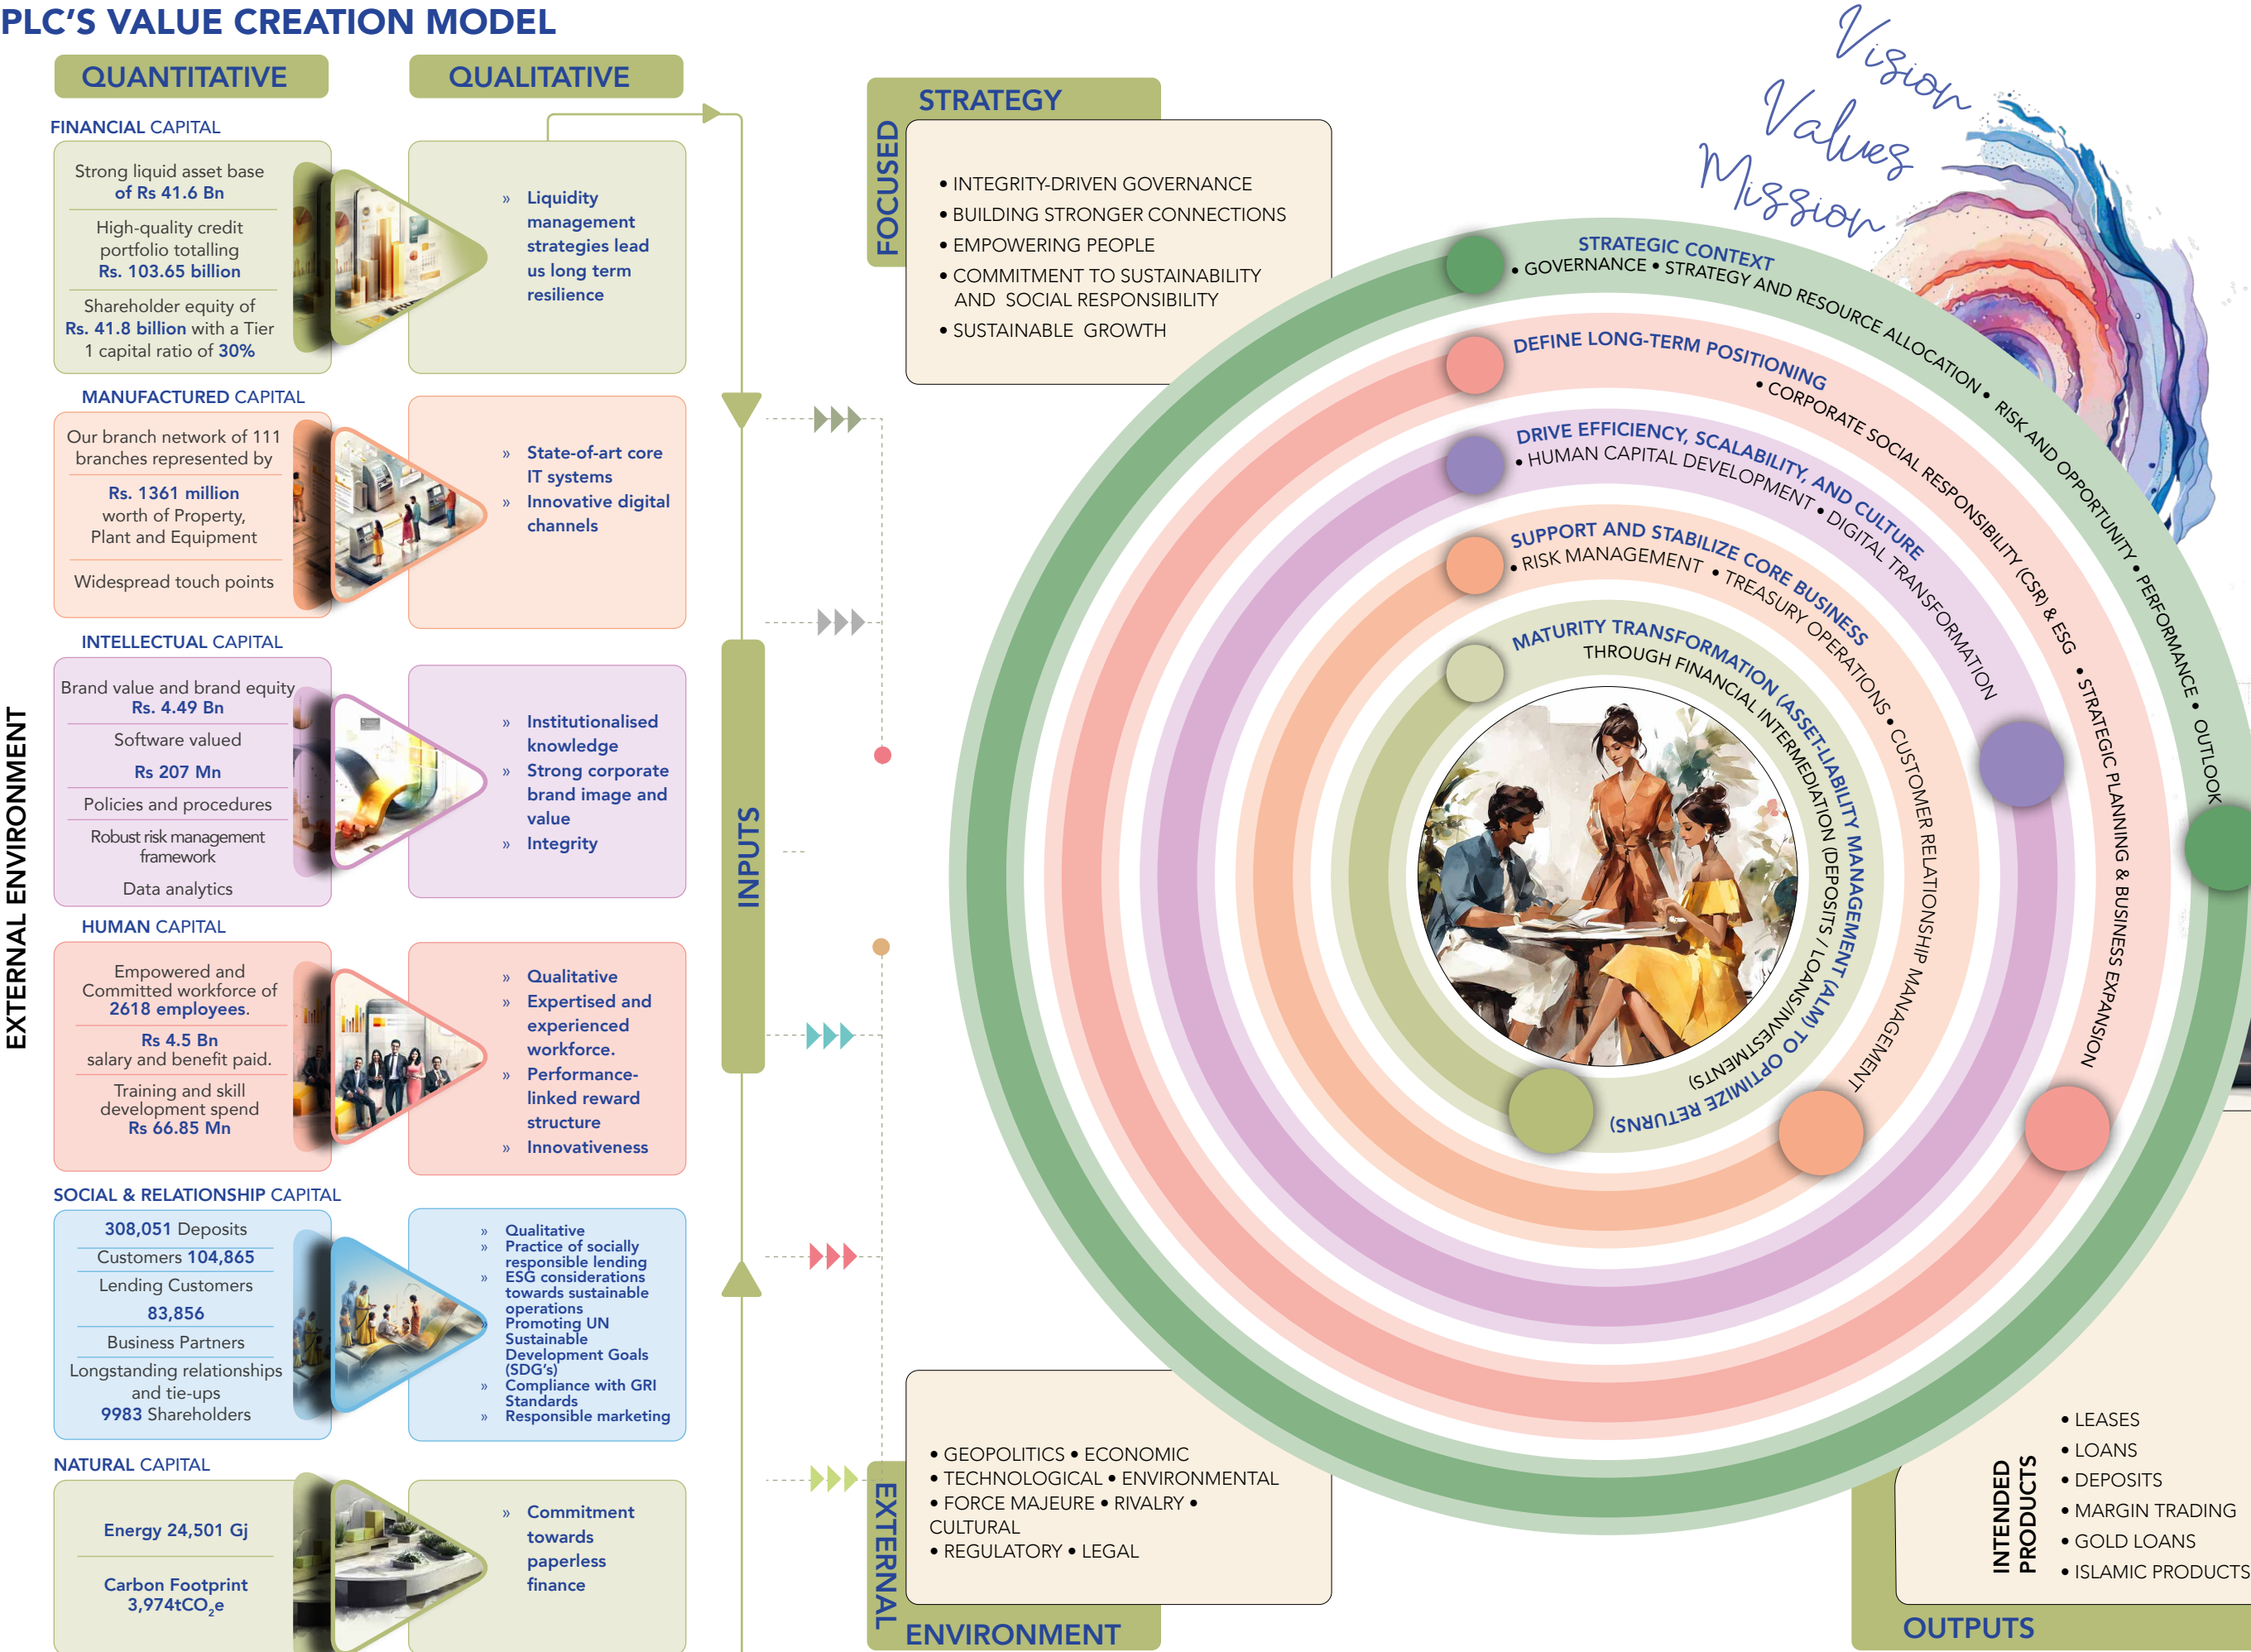 PLC'S VALUE CREATION MODEL
QUANTITATIVE
QUALITATIVE
EXTERNAL ENVIRONMENT
FINANCIAL CAPITAL
Strong liquid asset base
of Rs 41.6 Bn
High-quality credit
portfolio totalling
Rs. 103.65 billion
Shareholder equity of
Rs. 41.8 billion with a Tier
1 capital ratio of 30%
» Liquidity
management
strategies lead
us long term
resilience
MANUFACTURED CAPITAL
Our branch network of 111
branches represented by
Rs. 1361 million
worth of Property,
Plant and Equipment
Widespread touch points
» State-of-art core
IT systems
» Innovative digital
channels
INTELLECTUAL CAPITAL
Brand value and brand equity
Rs. 4.49 Bn
Software valued
Rs 207 Mn
Policies and procedures
Robust risk management
framework
Data analytics
» Institutionalised
knowledge
» Strong corporate
brand image and
value
» Integrity
HUMAN CAPITAL
Empowered and
Committed workforce of
2618 employees.
Rs 4.5 Bn
salary and benefit paid.
Training and skill
development spend
Rs 66.85 Mn
» Qualitative
» Expertised and
experienced
workforce.
» Performance-
linked reward
structure
» Innovativeness
SOCIAL & RELATIONSHIP CAPITAL
308,051 Deposits
Customers 104,865
Lending Customers
83,856
Business Partners
Longstanding relationships
and tie-ups
9983 Shareholders
» Qualitative
» Practice of socially
responsible lending
» ESG considerations
towards sustainable
operations
» Promoting UN
Sustainable
Development Goals
(SDG's)
» Compliance with GRI
Standards
» Responsible marketing
NATURAL CAPITAL
Energy 24,501 Gj
Carbon Footprint
3,974tCO₂e
» Commitment
towards
paperless
finance
INPUTS
FOCUSED
STRATEGY
• INTEGRITY-DRIVEN GOVERNANCE
• BUILDING STRONGER CONNECTIONS
• EMPOWERING PEOPLE
• COMMITMENT TO SUSTAINABILITY
AND SOCIAL RESPONSIBILITY
• SUSTAINABLE GROWTH
Vision
Values
Mission
STRATEGIC CONTEXT
• GOVERNANCE • STRATEGY AND RESOURCE ALLOCATION • RISK AND OPPORTUNITY • PERFORMANCE • OUTLOOK
DEFINE LONG-TERM POSITIONING
• CORPORATE SOCIAL RESPONSIBILITY (CSR) & ESG • STRATEGIC PLANNING & BUSINESS EXPANSION
DRIVE EFFICIENCY, SCALABILITY, AND CULTURE
• HUMAN CAPITAL DEVELOPMENT • DIGITAL TRANSFORMATION
SUPPORT AND STABILIZE CORE BUSINESS
• RISK MANAGEMENT • TREASURY OPERATIONS • CUSTOMER RELATIONSHIP MANAGEMENT
MATURITY TRANSFORMATION (ASSET-LIABILITY MANAGEMENT (ALM) TO OPTIMIZE RETURNS)
THROUGH FINANCIAL INTERMEDIATION (DEPOSITS / LOANS/INVESTMENTS)
EXTERNAL
ENVIRONMENT
• GEOPOLITICS • ECONOMIC
• TECHNOLOGICAL • ENVIRONMENTAL
• FORCE MAJEURE • RIVALRY •
CULTURAL
• REGULATORY • LEGAL
INTENDED
PRODUCTS
• LEASES
• LOANS
• DEPOSITS
• MARGIN TRADING
• GOLD LOANS
• ISLAMIC PRODUCTS
OUTPUTS